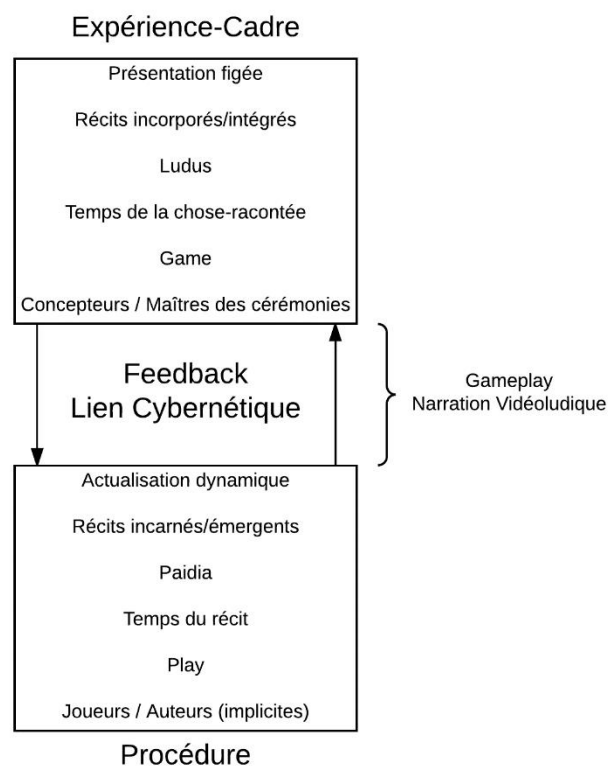 Expérience-Cadre
Présentation figée
Récits incorporés/intégrés
Ludus
Temps de la chose-racontée
Game
Concepteurs / Maîtres des cérémonies
Feedback
Lien Cybernétique
Gameplay
Narration Vidéoludique
Actualisation dynamique
Récits incarnés/émergents
Paidia
Temps du récit
Play
Joueurs / Auteurs (implicites)
Procédure